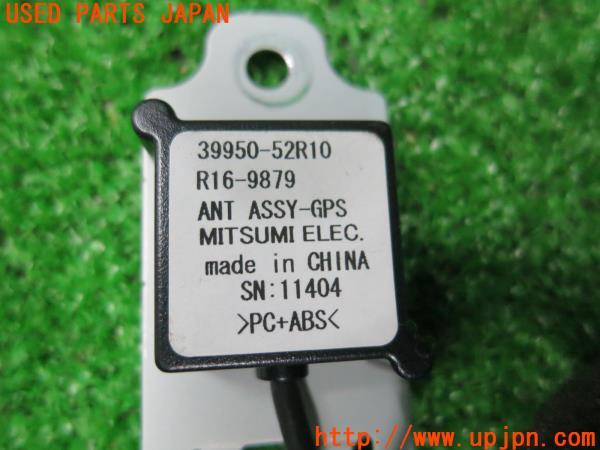 USED PARTS JAPAN
39950-52R10
R16-9879
ANT ASSY-GPS
MITSUMI ELEC.
made in CHINA
SN:11404
>PC+ABS<
http://www.upjpn.com